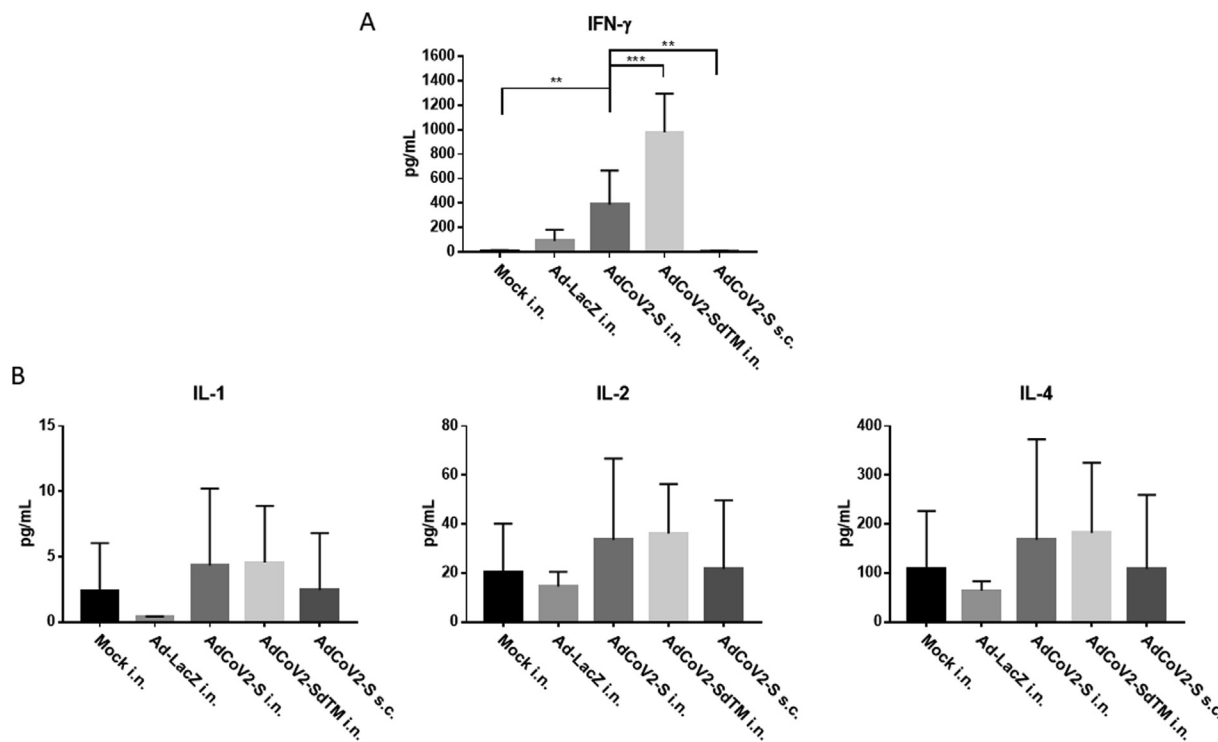 A
IFN-γ
**
***
**
pg/mL
1600
1400
1200
1000
800
600
400
200
0
Mock i.n.
Ad-LacZ i.n.
AdCoV2-S i.n.
AdCoV2-SdTM i.n.
AdCoV2-S s.c.
B
IL-1
pg/mL
15
10
5
0
Mock i.n.
Ad-LacZ i.n.
AdCoV2-S i.n.
AdCoV2-SdTM i.n.
AdCoV2-S s.c.
IL-2
pg/mL
80
60
40
20
0
Mock i.n.
Ad-LacZ i.n.
AdCoV2-S i.n.
AdCoV2-SdTM i.n.
AdCoV2-S s.c.
IL-4
pg/mL
400
300
200
100
0
Mock i.n.
Ad-LacZ i.n.
AdCoV2-S i.n.
AdCoV2-SdTM i.n.
AdCoV2-S s.c.